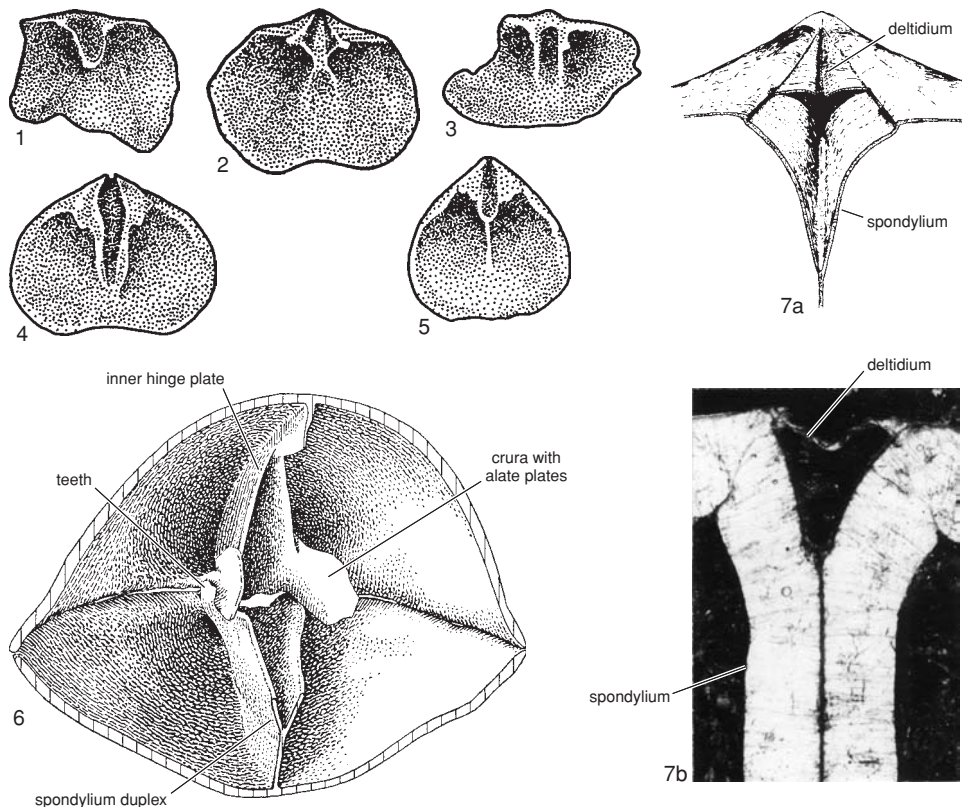 1
2
3
deltidium
spondylium
7a
4
5
inner hinge plate
teeth
crura with
alate plates
6
spondylium duplex
deltidium
spondylium
7b